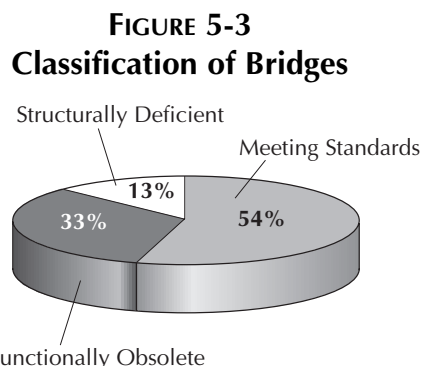 FIGURE 5-3
Classification of Bridges
Structurally Deficient
Meeting Standards
13%
33%
54%
unctionally Obsolete